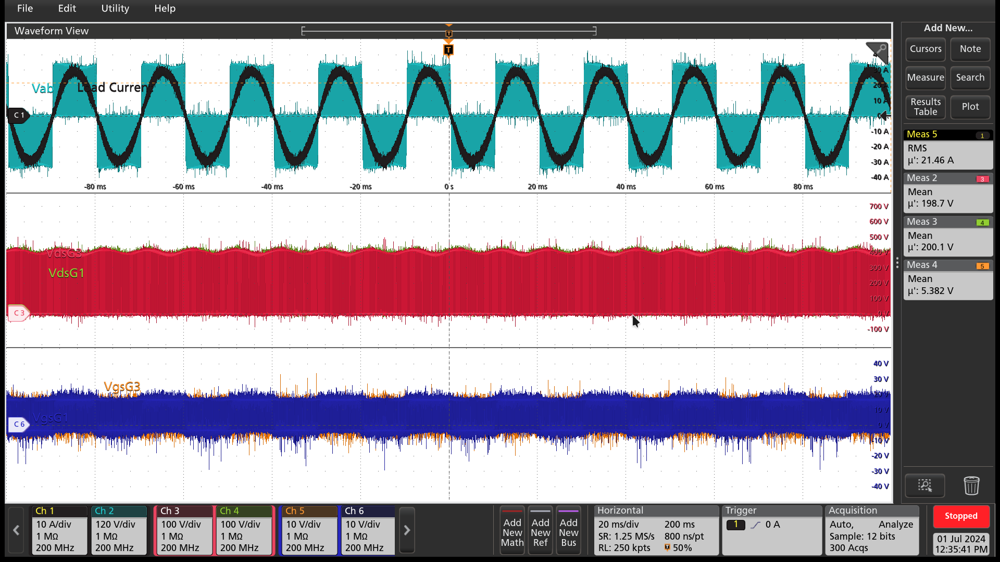 File Edit Utility Help
Waveform View
Add New...
T
T
Cursors Note
Measure Search
Results Table Plot
Vab Load Current
C 1
30 A
20 A
10 A
-10 A
-20 A
-30 A
-40 A
-80 ms -60 ms -40 ms -20 ms 0 s 20 ms 40 ms 60 ms 80 ms
Meas 5 1
RMS
µ': 21.46 A
Meas 2 3
Mean
µ': 198.7 V
Meas 3 4
Mean
µ': 200.1 V
Meas 4 5
Mean
µ': 5.382 V
700 V
600 V
500 V
400 V
300 V
200 V
100 V
0 V
-100 V
VdsG3
VdsG1
C 3
40 V
30 V
20 V
10 V
0 V
-10 V
-20 V
-30 V
-40 V
VgsG3
VgsG1
C 6
Ch 1
10 A/div
1 MΩ
200 MHz
Ch 2
120 V/div
1 MΩ
200 MHz
Ch 3
100 V/div
1 MΩ
200 MHz
Ch 4
100 V/div
1 MΩ
200 MHz
Ch 5
10 V/div
1 MΩ
200 MHz
Ch 6
10 V/div
1 MΩ
200 MHz
Add New Math
Add New Ref
Add New Bus
Horizontal
20 ms/div 200 ms
SR: 1.25 MS/s 800 ns/pt
RL: 250 kpts T 50%
Trigger
1 0 A
Acquisition
Auto, Analyze
Sample: 12 bits
300 Acqs
Stopped
01 Jul 2024
12:35:41 PM